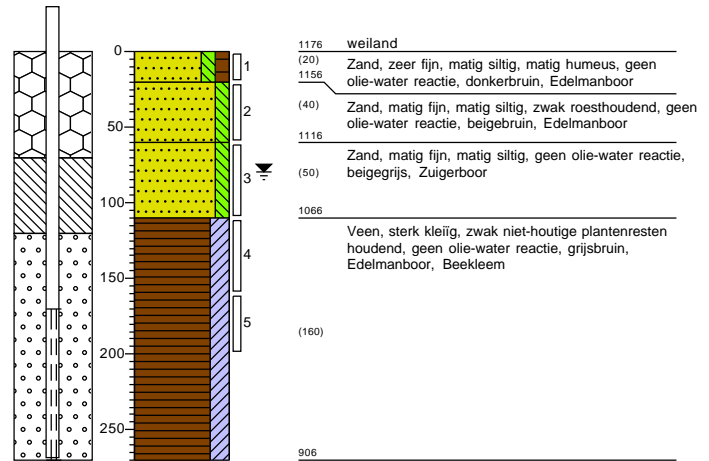 0
50
100
150
200
250
1
2
3
4
5
1176 weiland
(20) Zand, zeer fijn, matig siltig, matig humeus, geen
1156 olie-water reactie, donkerbruin, Edelmanboor
(40) Zand, matig fijn, matig siltig, zwak roesthoudend, geen
olie-water reactie, beigebruin, Edelmanboor
1116
Zand, matig fijn, matig siltig, geen olie-water reactie,
(50) beigegrijs, Zuigerboor
1066
Veen, sterk kleiïg, zwak niet-houtige plantenresten
houdend, geen olie-water reactie, grijsbruin,
Edelmanboor, Beekleem
(160)
906